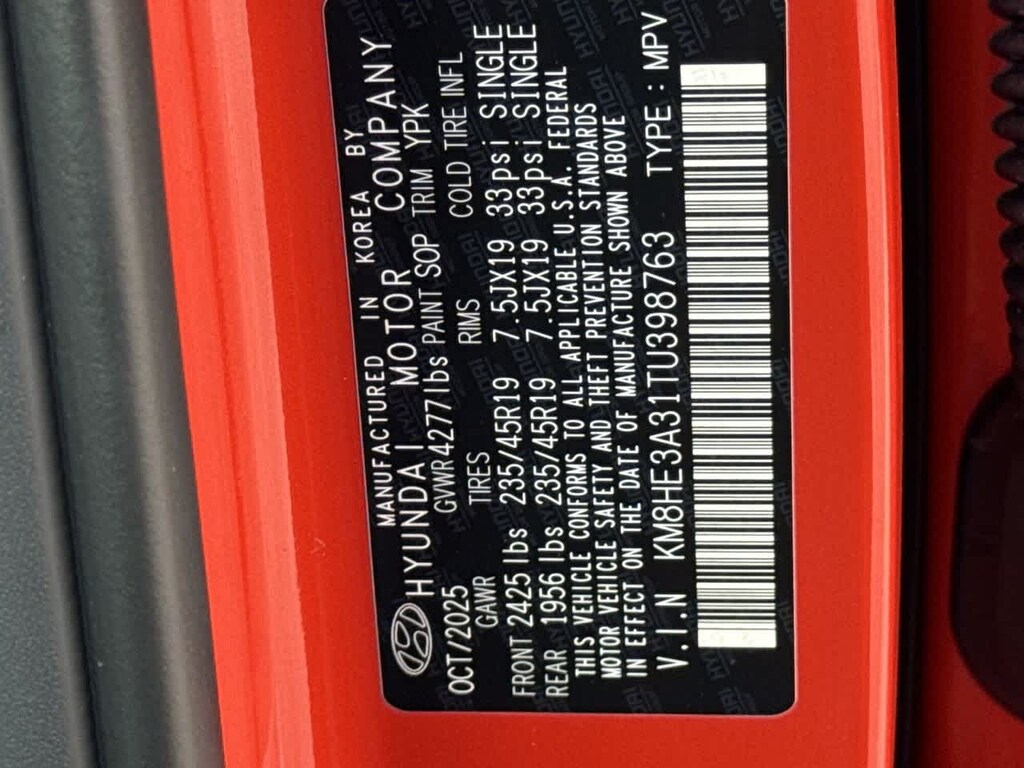 MANUFACTURED IN KOREA BY
HYUNDAI MOTOR COMPANY
OCT/2025 GVWR 4277lbs PAINT SOP TRIM YPK
GAWR TIRES RIMS COLD TIRE INFL
FRONT 2425 lbs 235/45R19 7.5JX19 33psi SINGLE
REAR 1956 lbs 235/45R19 7.5JX19 33psi SINGLE
THIS VEHICLE CONFORMS TO ALL APPLICABLE U.S.A. FEDERAL
MOTOR VEHICLE SAFETY AND THEFT PREVENTION STANDARDS
IN EFFECT ON THE DATE OF MANUFACTURE SHOWN ABOVE
V.I.N KM8HE3A31TU398763 TYPE : MPV